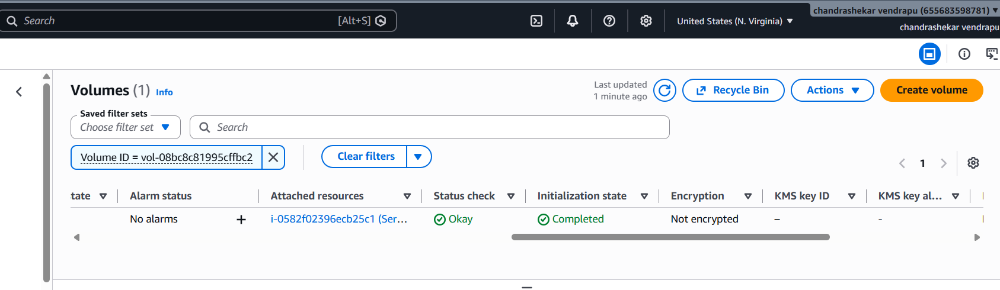 chandrashekar vendrapu (655683598781)
Search [Alt+S] United States (N. Virginia)
chandrashekar vendrapu
Volumes (1) Info
Last updated
1 minute ago
Recycle Bin
Actions
Create volume
Saved filter sets
Choose filter set
Search
Volume ID = vol-08bc8c81995cffbc2
Clear filters
1
tate Alarm status Attached resources Status check Initialization state Encryption KMS key ID KMS key al...
No alarms + i-0582f02396ecb25c1 (Ser... Okay Completed Not encrypted – -